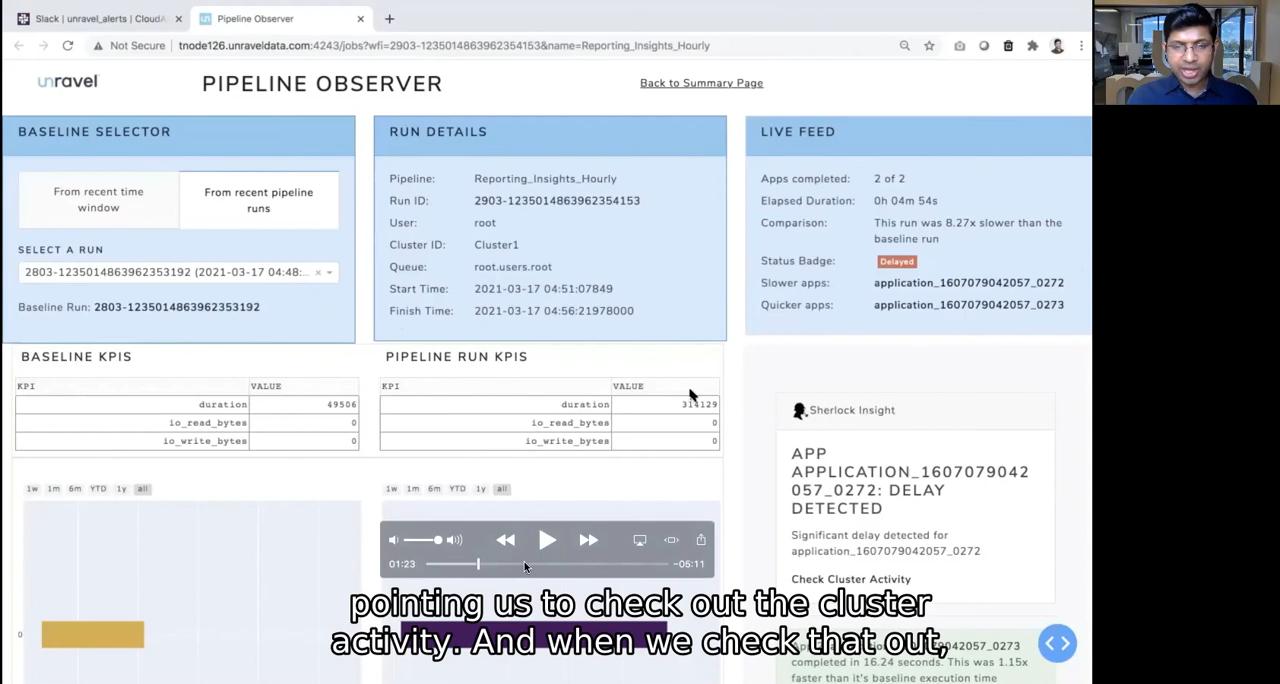 Slack | unravel_alerts | CloudA
Pipeline Observer
Not Secure
tnode126.unraveldata.com:4243/jobs?wfi=2903-1235014863962354153&name=Reporting_Insights_Hourly
unravel
PIPELINE OBSERVER
Back to Summary Page
BASELINE SELECTOR
From recent time
window
From recent pipeline
runs
SELECT A RUN
2803-1235014863962353192 (2021-03-17 04:48:...
Baseline Run: 2803-1235014863962353192
RUN DETAILS
Pipeline: Reporting_Insights_Hourly
Run ID: 2903-1235014863962354153
User: root
Cluster ID: Cluster1
Queue: root.users.root
Start Time: 2021-03-17 04:51:07849
Finish Time: 2021-03-17 04:56:21978000
LIVE FEED
Apps completed: 2 of 2
Elapsed Duration: 0h 04m 54s
Comparison: This run was 8.27x slower than the
baseline run
Status Badge: Delayed
Slower apps: application_1607079042057_0272
Quicker apps: application_1607079042057_0273
BASELINE KPIS
KPI VALUE
duration 49506
io_read_bytes 0
io_write_bytes 0
PIPELINE RUN KPIS
KPI VALUE
duration 314129
io_read_bytes 0
io_write_bytes 0
1w 1m 6m YTD 1y all
1w 1m 6m YTD 1y all
0
01:23
-05:11
Sherlock Insight
APP
APPLICATION_1607079042
057_0272: DELAY
DETECTED
Significant delay detected for
application_1607079042057_0272
Check Cluster Activity
7079042057_0273
completed in 16.24 seconds. This was 1.15x
faster than it's baseline execution time
pointing us to check out the cluster
activity. And when we check that out,